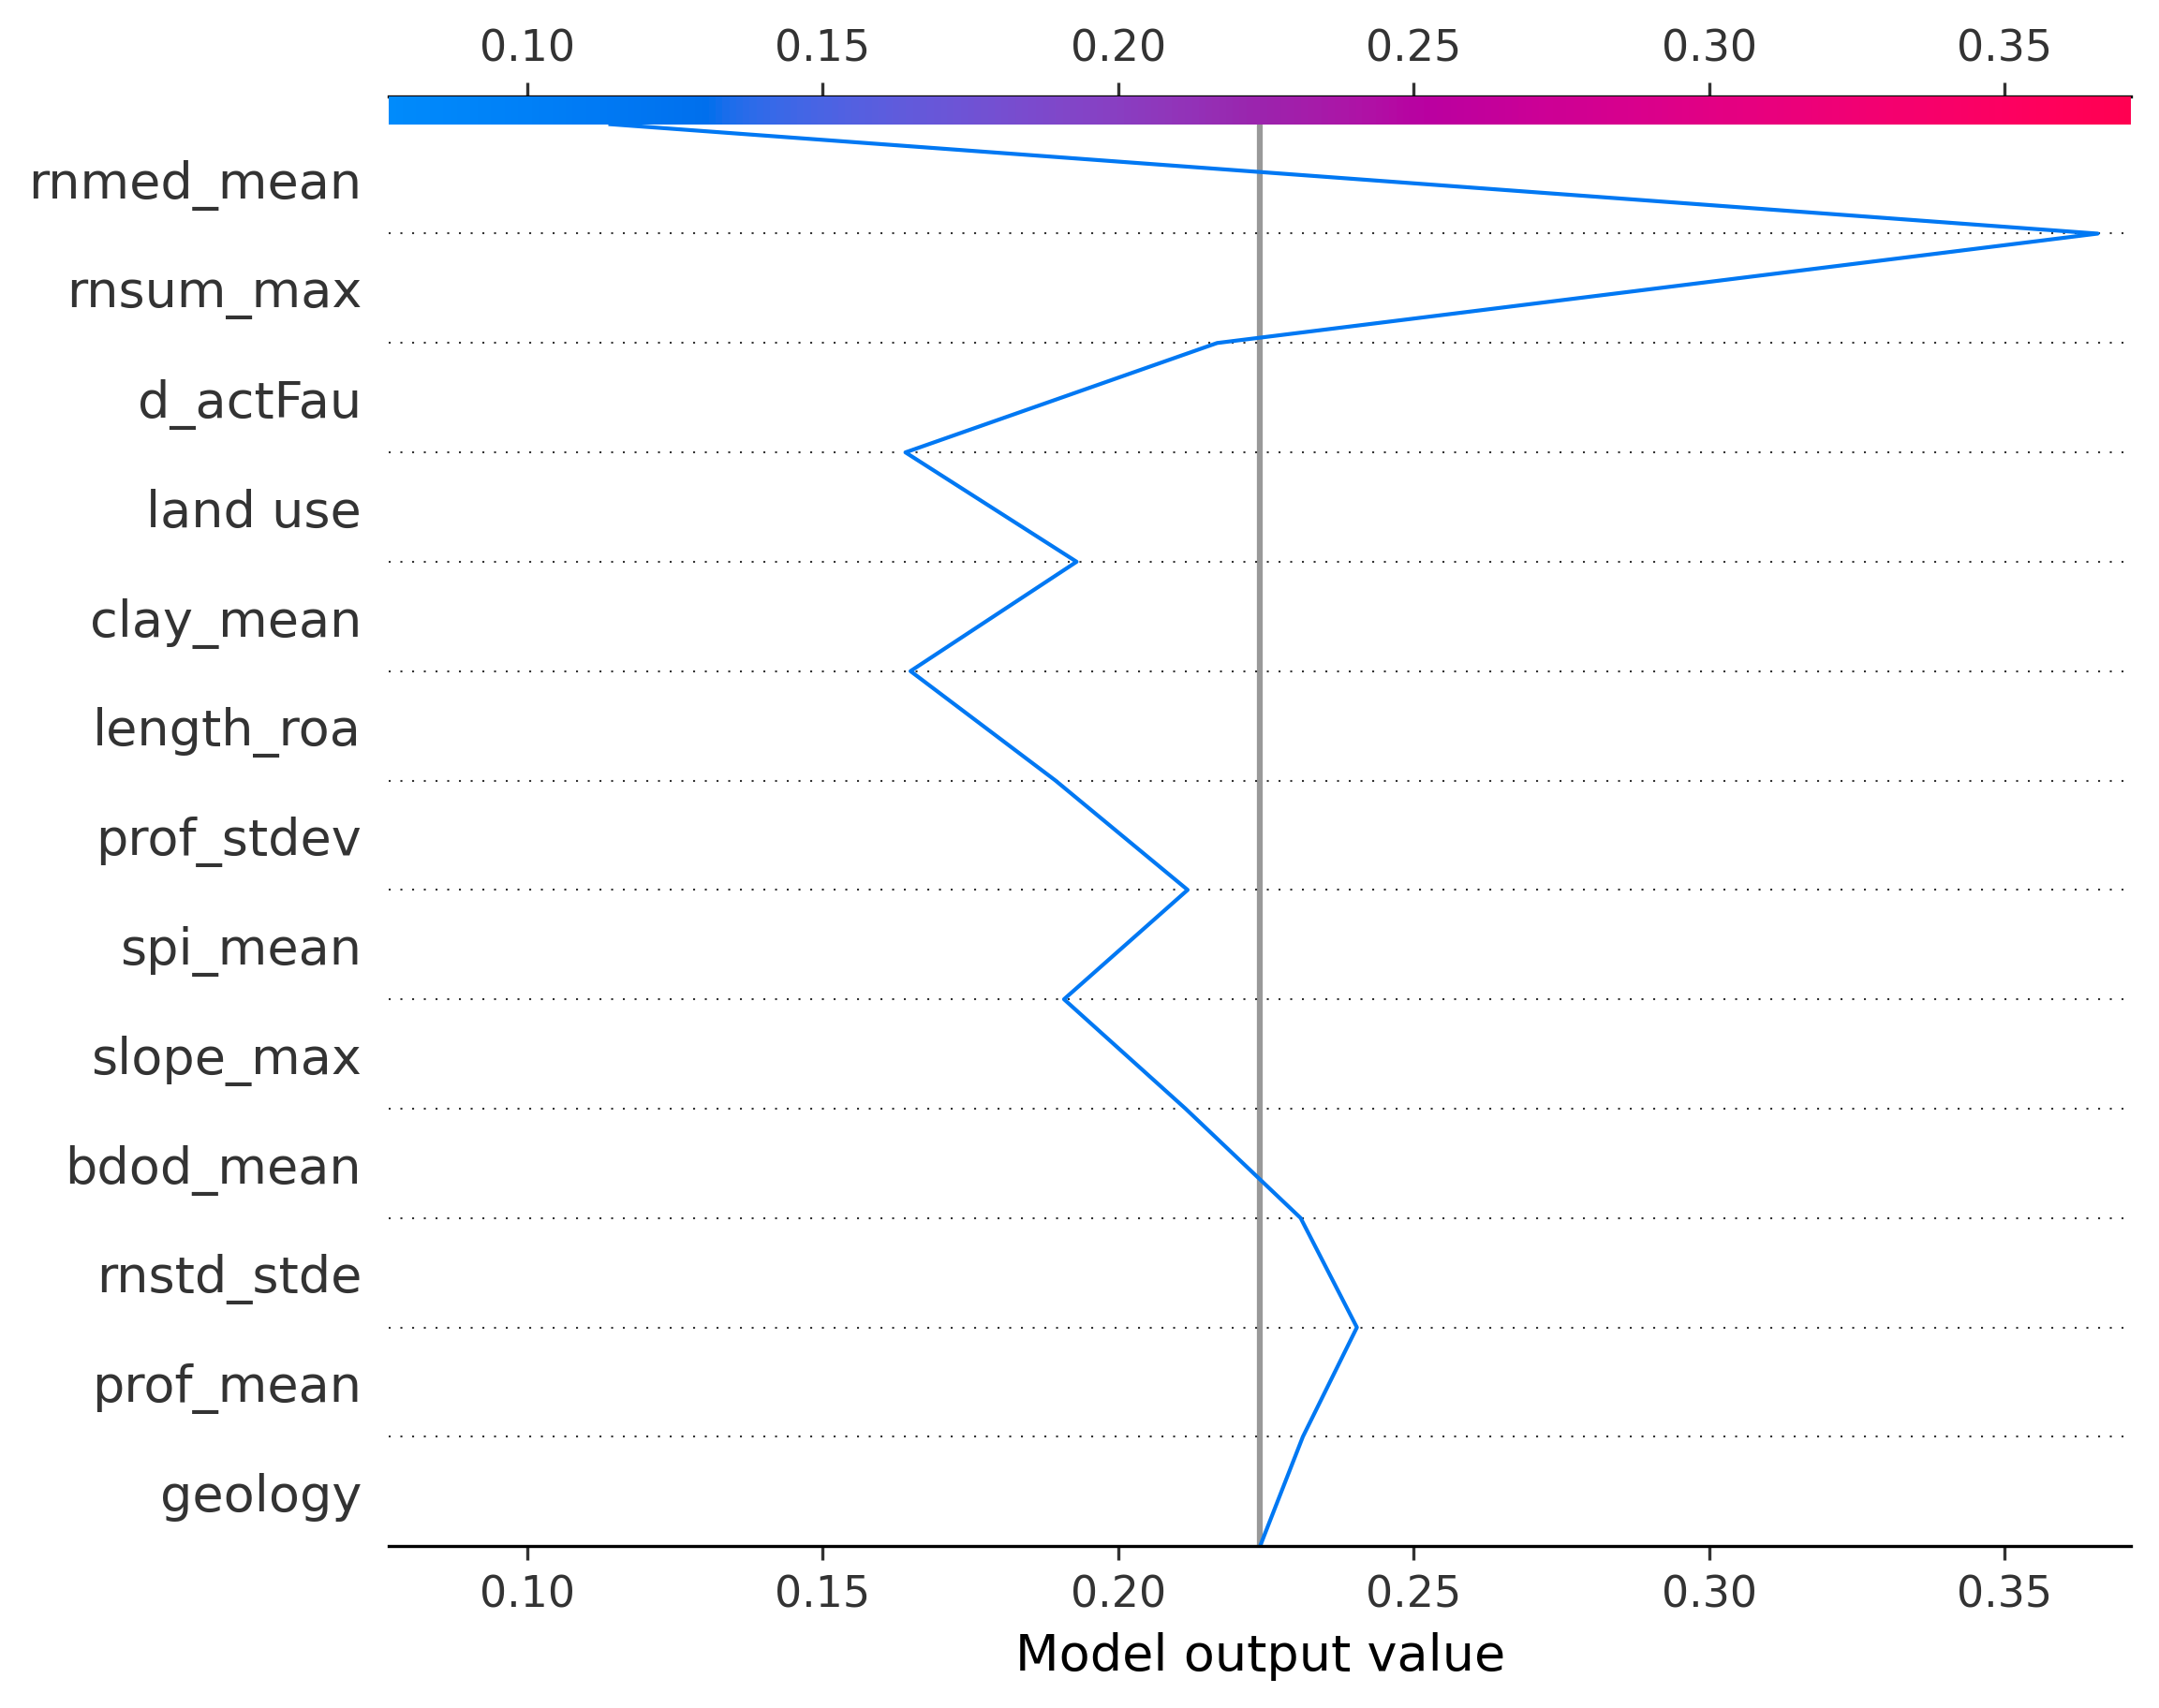 0.10 0.15 0.20 0.25 0.30 0.35
rnmed_mean
rnsum_max
d_actFau
land use
clay_mean
length_roa
prof_stdev
spi_mean
slope_max
bdod_mean
rnstd_stde
prof_mean
geology
0.10 0.15 0.20 0.25 0.30 0.35
Model output value